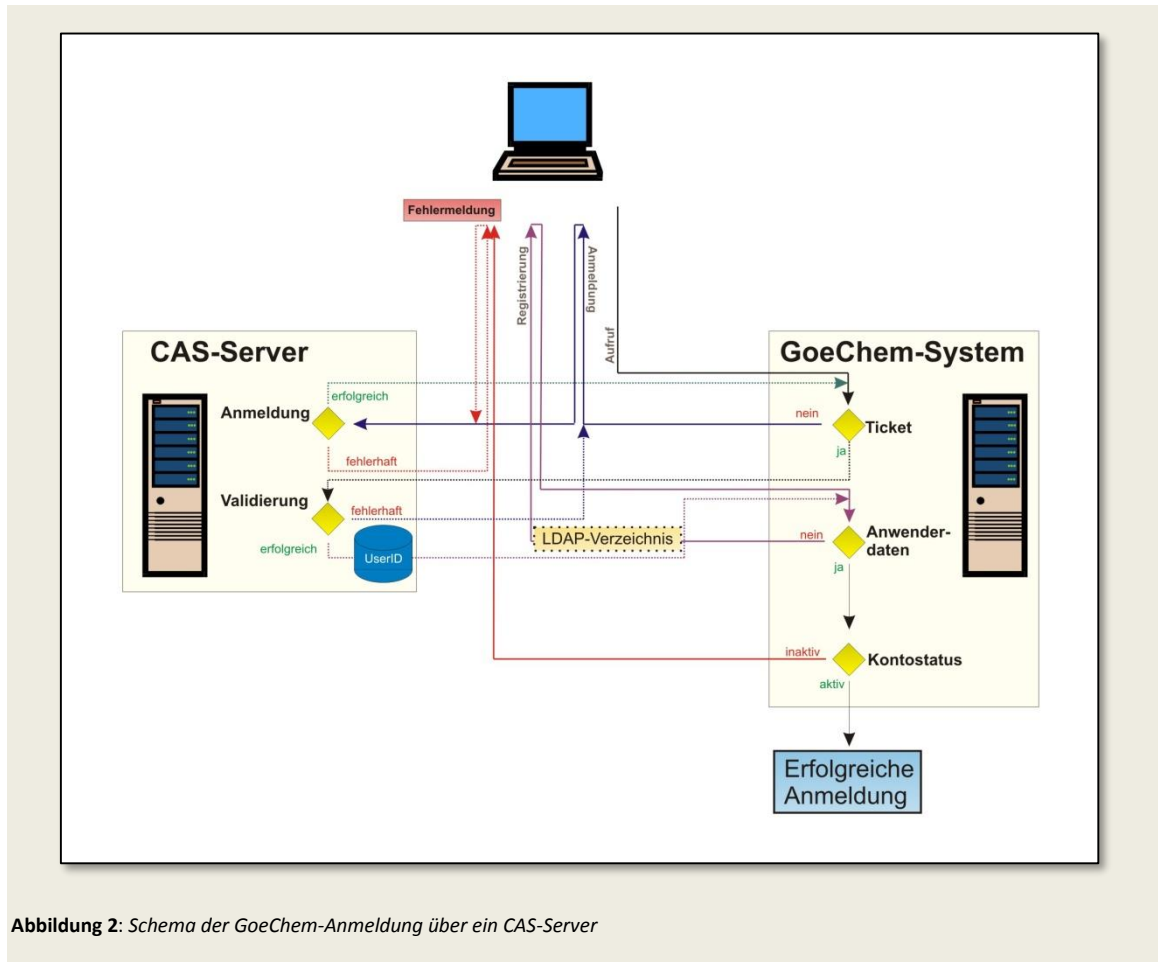 Fehlermeldung
Registrierung
Anmeldung
Aufruf
CAS-Server
GoeChem-System
erfolgreich
Anmeldung
nein
Ticket
ja
fehlerhaft
Validierung
fehlerhaft
erfolgreich
UserID
LDAP-Verzeichnis
nein
Anwender-
daten
ja
inaktiv
Kontostatus
aktiv
Erfolgreiche
Anmeldung
Abbildung 2: Schema der GoeChem-Anmeldung über ein CAS-Server